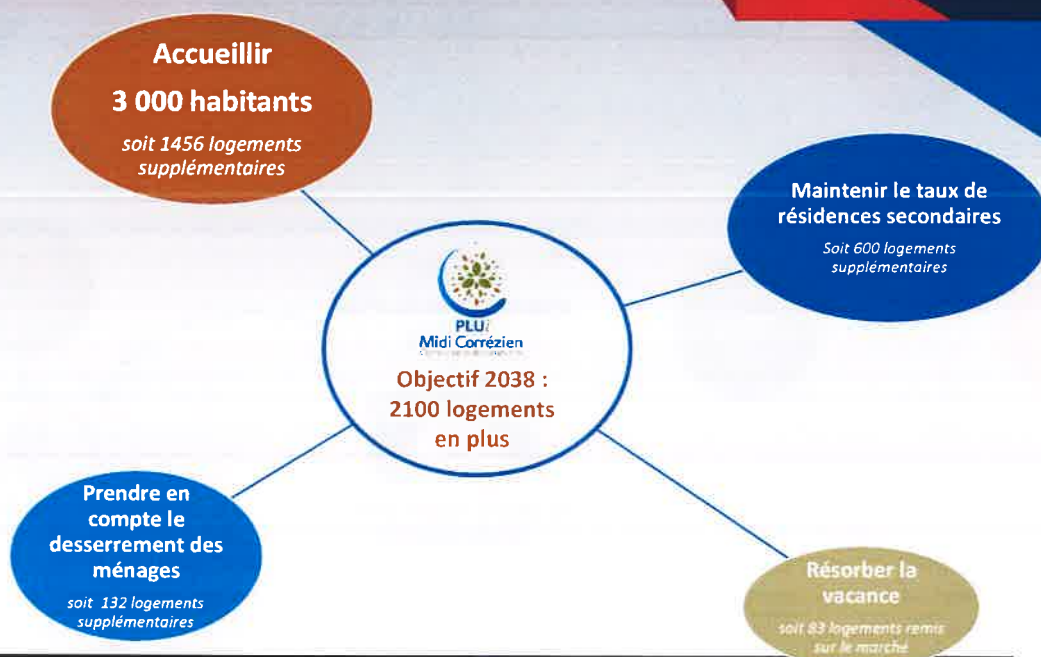 Accueillir
3 000 habitants
soit 1456 logements
supplémentaires
Maintenir le taux de
résidences secondaires
Soit 600 logements
supplémentaires
PLUi
Midi Corrézien
Objectif 2038 :
2100 logements
en plus
Prendre en
compte le
desserrement des
ménages
soit 132 logements
supplémentaires
Résorber la
vacance
soit 83 logements remis
sur le marché